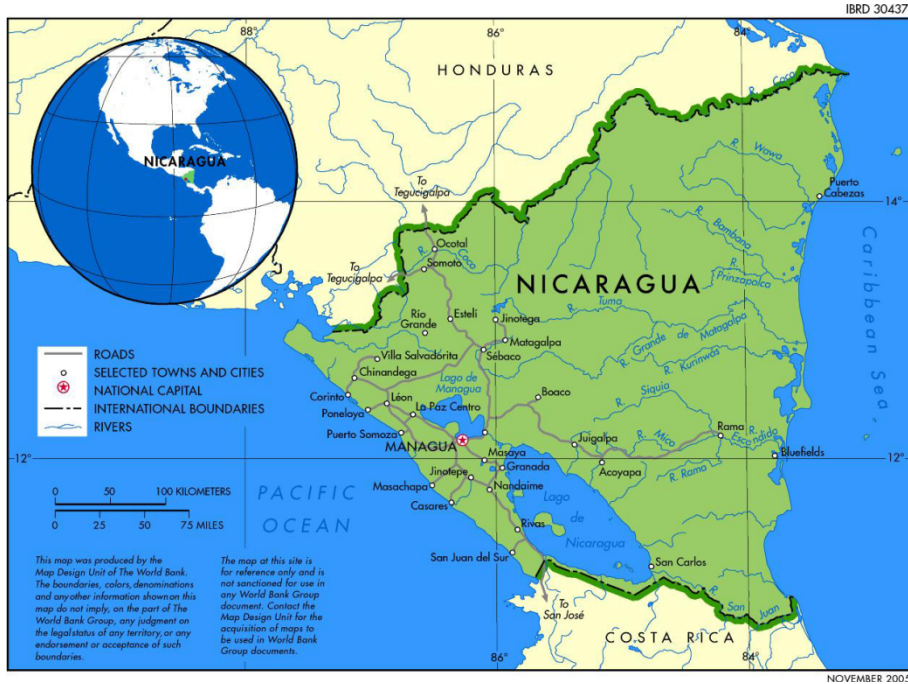 IBRD 30437
88°
86°
84°
HONDURAS
R. Coco
NICARAGUA
R. Wawa
To
Tegucigalpa
Puerto
Cabezas
14°
14°
R. Bambana
Ocotal
R. Coco
Somoto
To
Tegucigalpa
R. Prinzapolca
NICARAGUA
Caribbean Sea,
R. Tuma
Río
Grande
Estelí
Jinotega
R. Grande de Matagalpa
Matagalpa
Sébaco
R. Kurinwás
ROADS
SELECTED TOWNS AND CITIES
NATIONAL CAPITAL
INTERNATIONAL BOUNDARIES
RIVERS
Villa Salvadorita
Chinandega
Lago de
Managua
Boaco
R. Siquia
Corinto
Léon
La Paz Centro
Poneloya
Puerto Somoza
MANAGUA
Juigalpa
R. Mico
Rama
R. Escondido
12°
12°
Masaya
Granada
Acoyapa
Bluefields
Jinotepe
R. Rama
Masachapa
Nandaime
Casares
0 50 100 KILOMETERS
0 25 50 75 MILES
PACIFIC
OCEAN
Lago
de
Nicaragua
Rivas
San Juan del Sur
San Carlos
R. San Juan
To
San José
COSTA RICA
This map was produced by the
Map Design Unit of The World Bank.
The boundaries, colors, denominations
and any other information shown on this
map do not imply, on the part of The
World Bank Group, any judgment on
the legal status of any territory, or any
endorsement or acceptance of such
boundaries.
The map at this site is
for reference only and is
not sanctioned for use in
any World Bank Group
document. Contact the
Map Design Unit for the
acquisition of maps to
be used in World Bank
Group documents.
86°
84°
NOVEMBER 2005